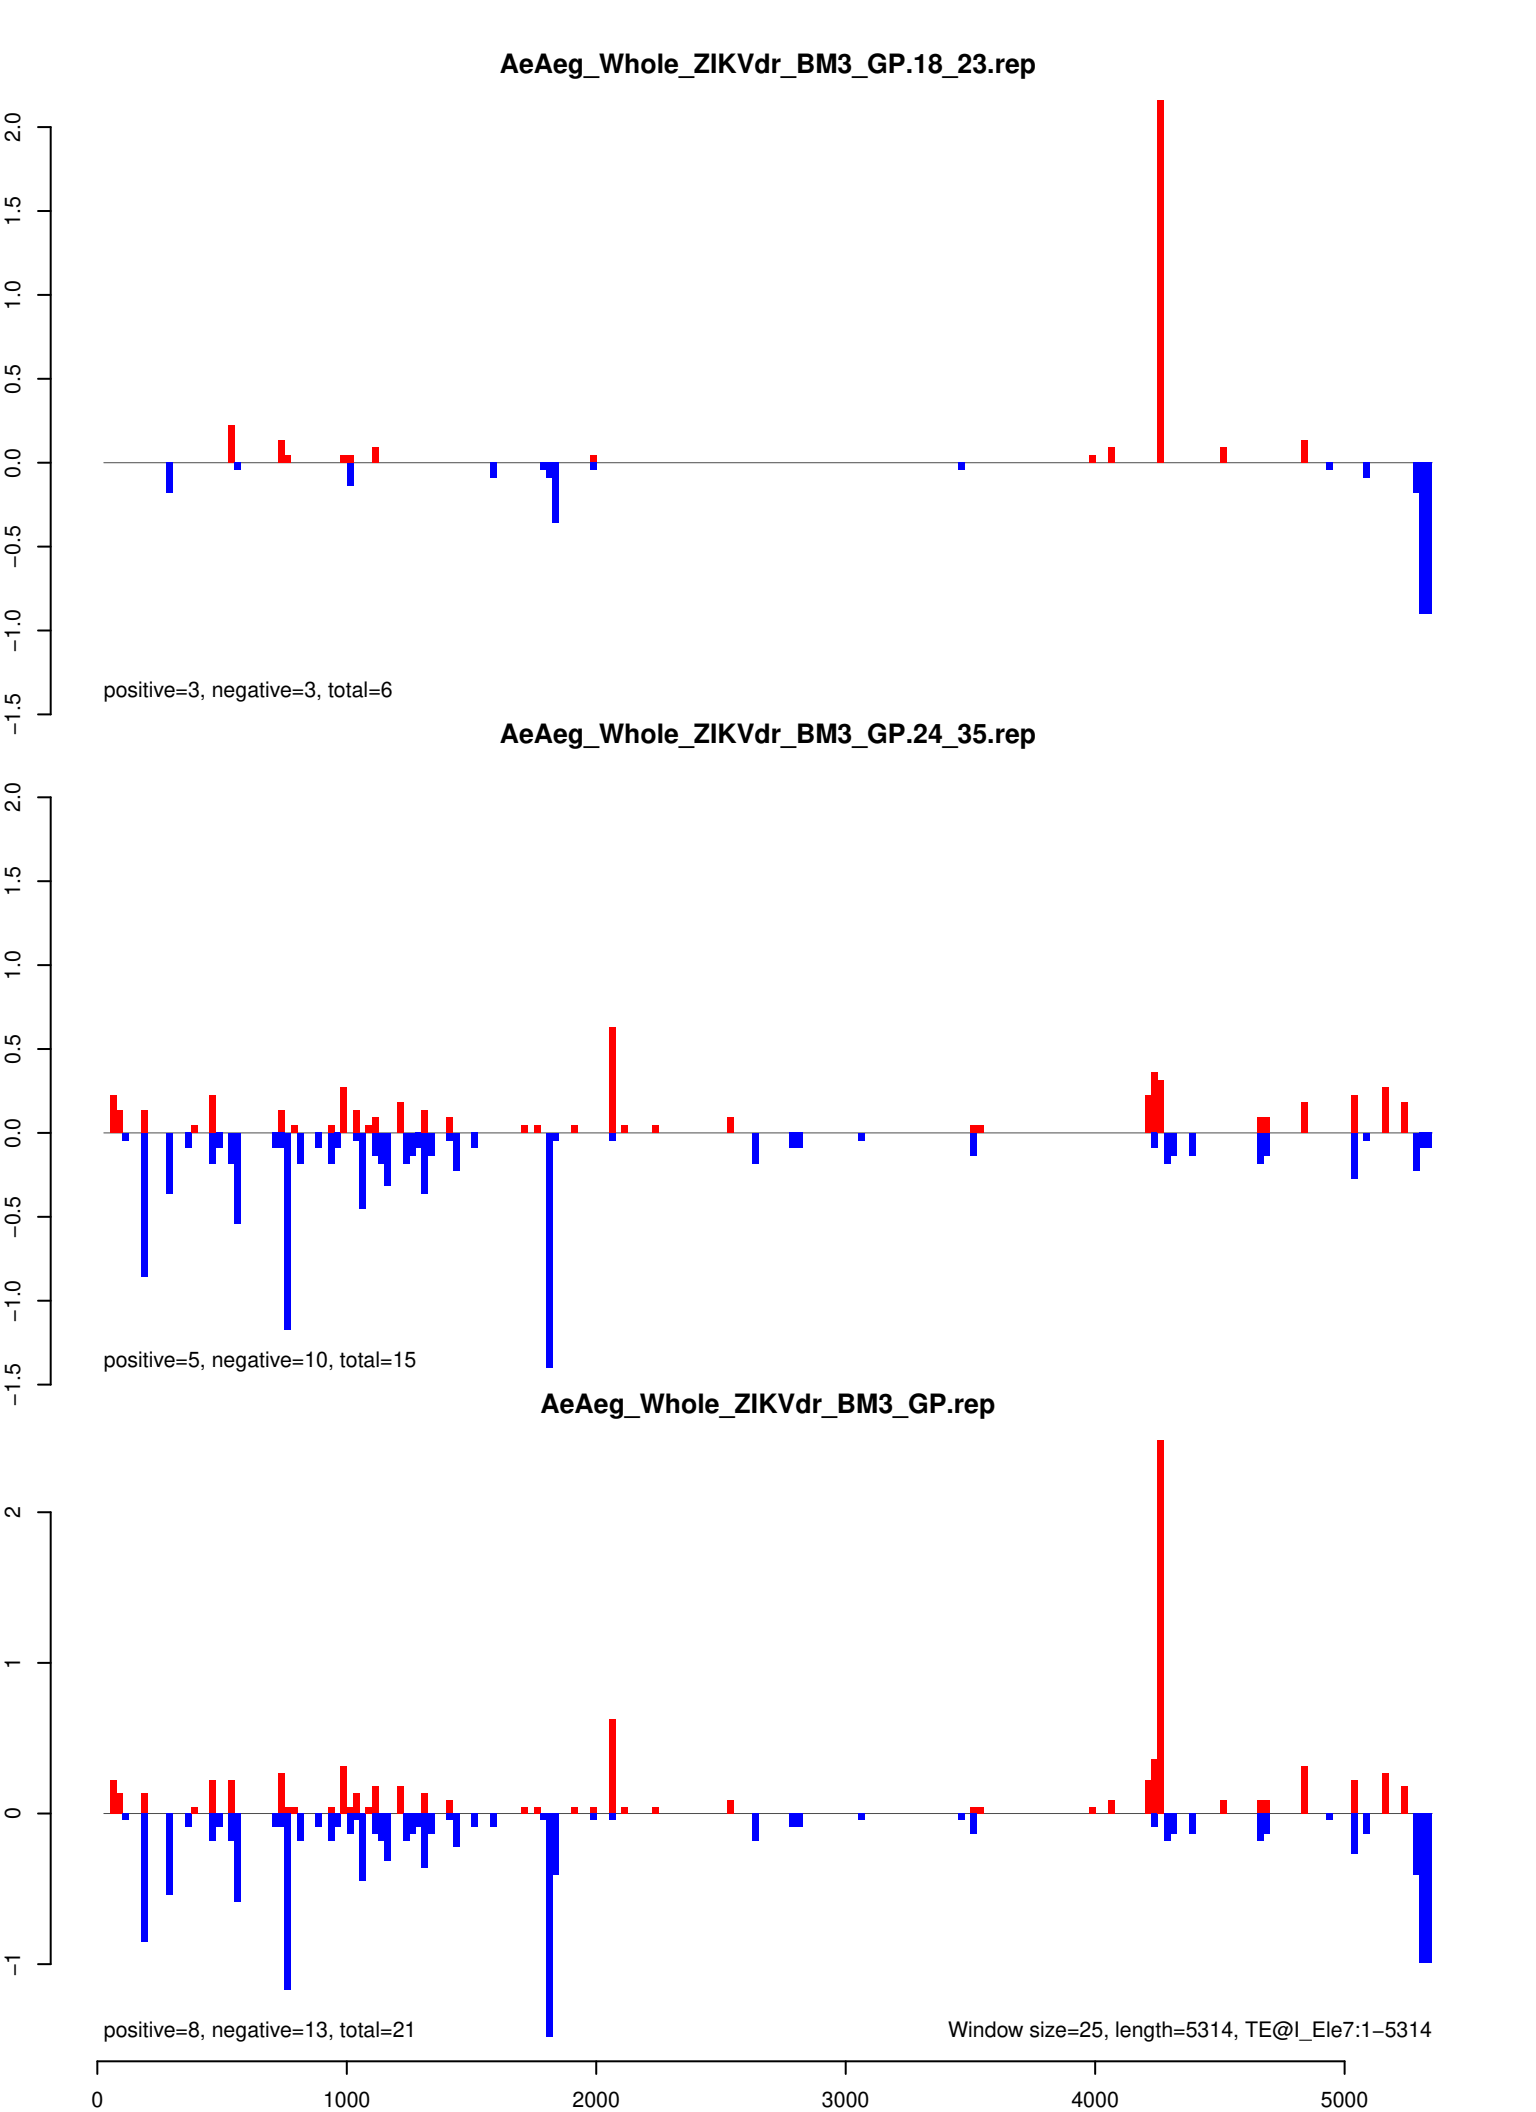 AeAeg_Whole_ZIKVdr_BM3_GP.18_23.rep
2.0
1.5
1.0
0.5
0.0
−0.5
−1.0
−1.5
positive=3, negative=3, total=6
AeAeg_Whole_ZIKVdr_BM3_GP.24_35.rep
2.0
1.5
1.0
0.5
0.0
−0.5
−1.0
−1.5
positive=5, negative=10, total=15
AeAeg_Whole_ZIKVdr_BM3_GP.rep
2
1
0
−1
positive=8, negative=13, total=21
Window size=25, length=5314, TE@I_Ele7:1−5314
0 1000 2000 3000 4000 5000